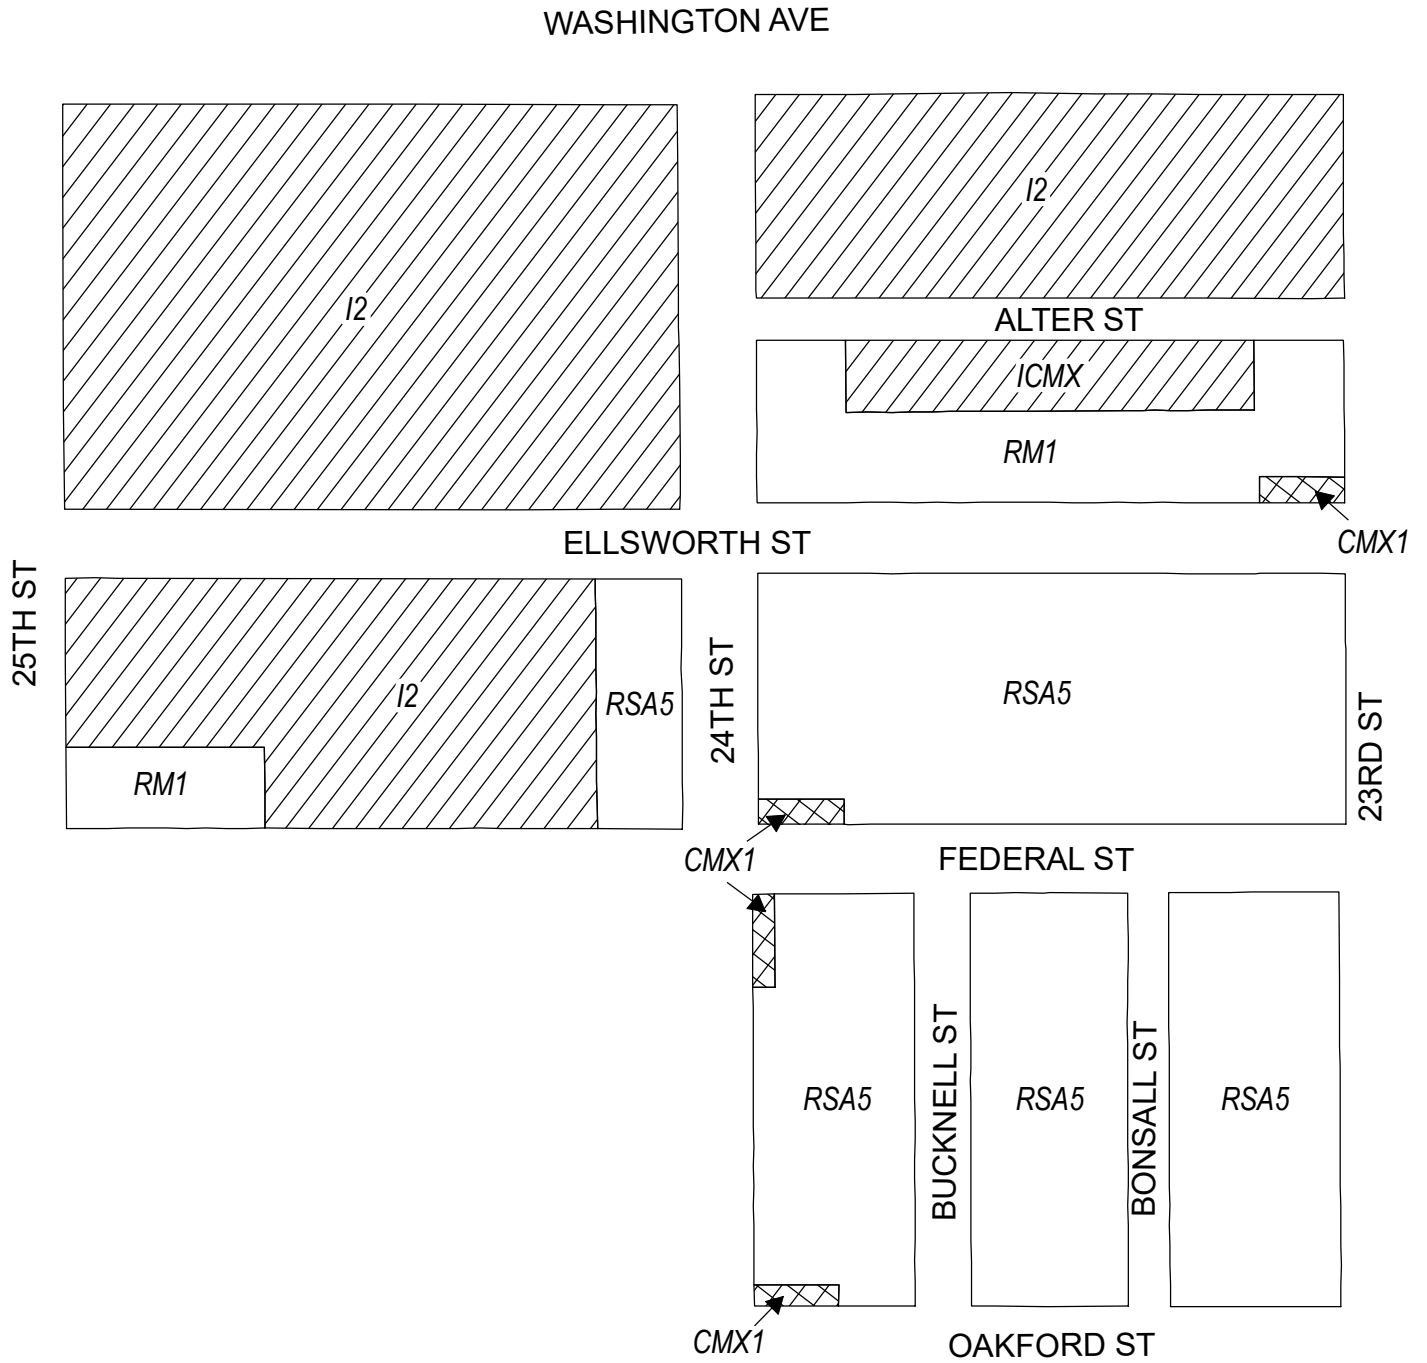 WASHINGTON AVE
I2
I2
ALTER ST
ICMX
RM1
CMX1
ELLSWORTH ST
25TH ST
I2
RSA5
RM1
24TH ST
RSA5
23RD ST
CMX1
FEDERAL ST
RSA5
BUCKNELL ST
RSA5
BONSALL ST
RSA5
CMX1
OAKFORD ST